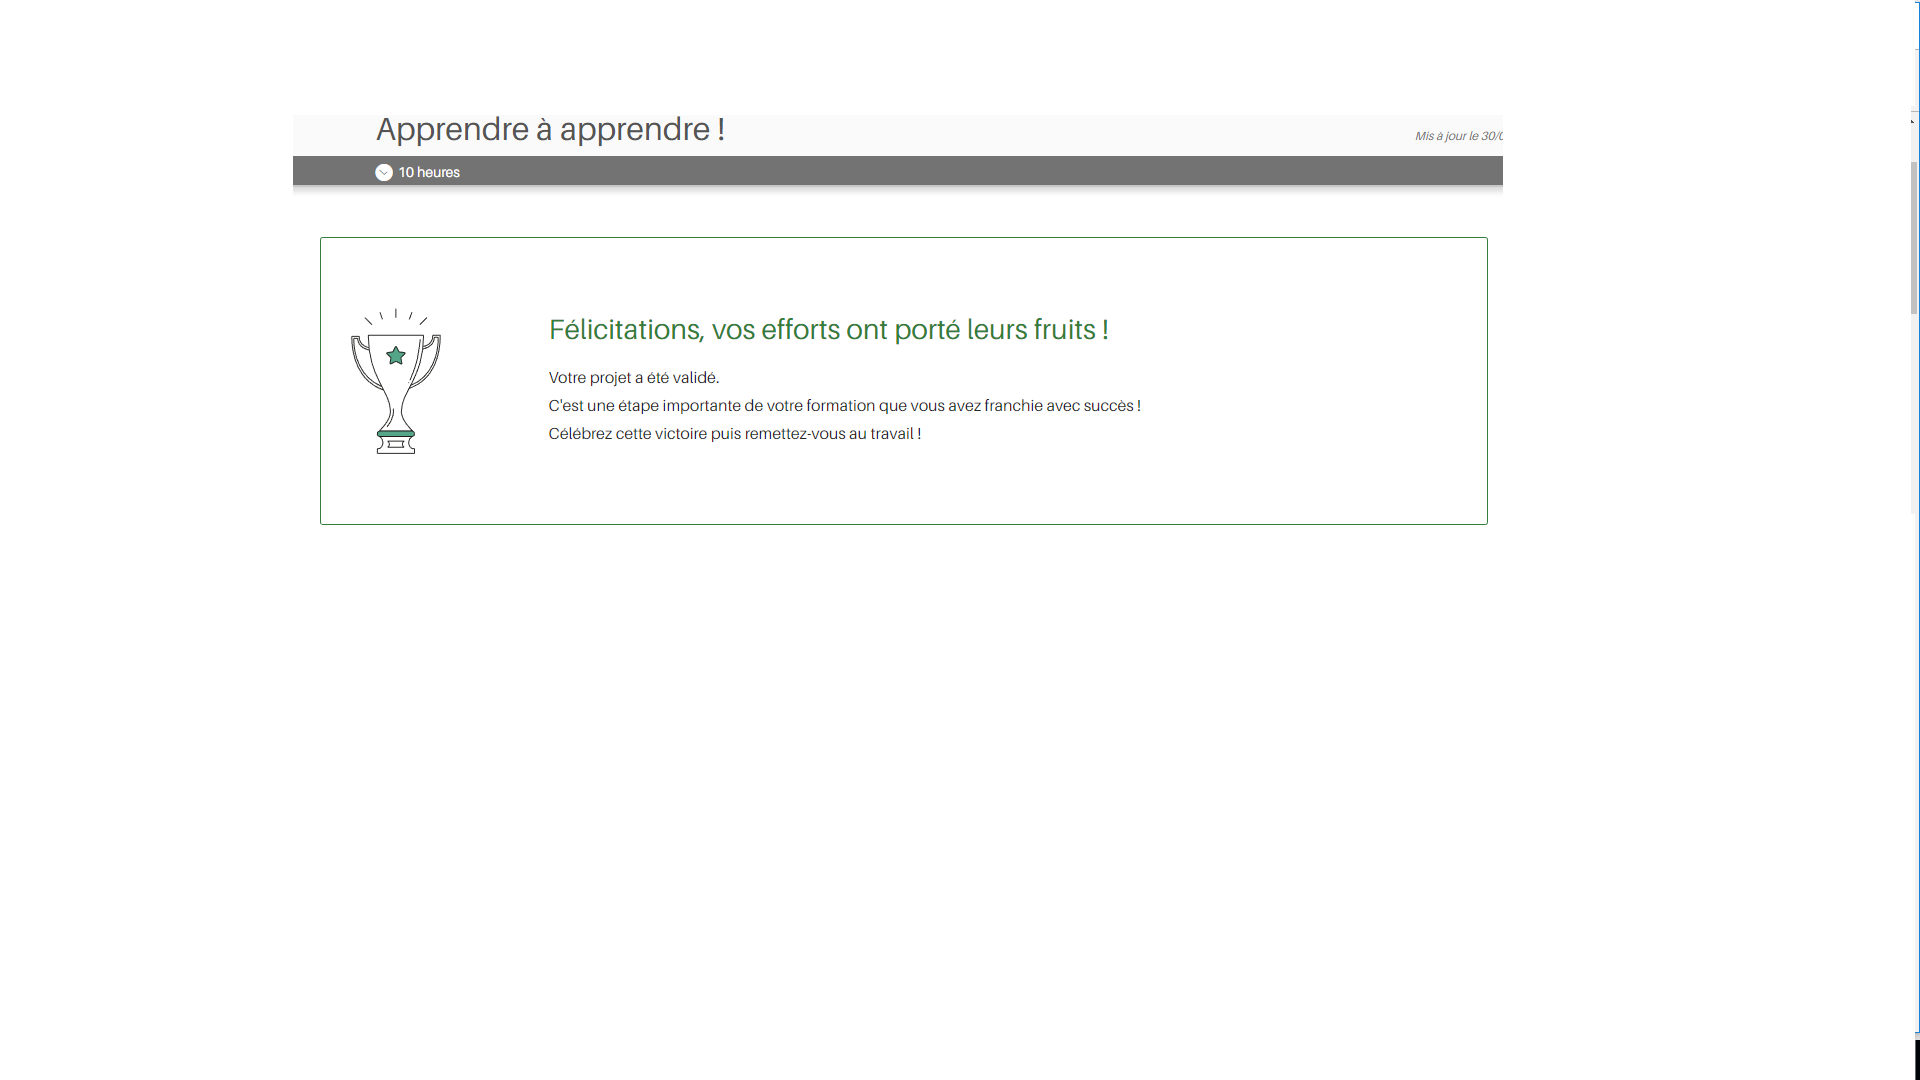 Apprendre à apprendre !
Mis à jour le
10 heures
Félicitations, vos efforts ont porté leurs fruits !
Votre projet a été validé.
C'est une étape importante de votre formation que vous avez franchie avec succès !
Célébrez cette victoire puis remettez-vous au travail !